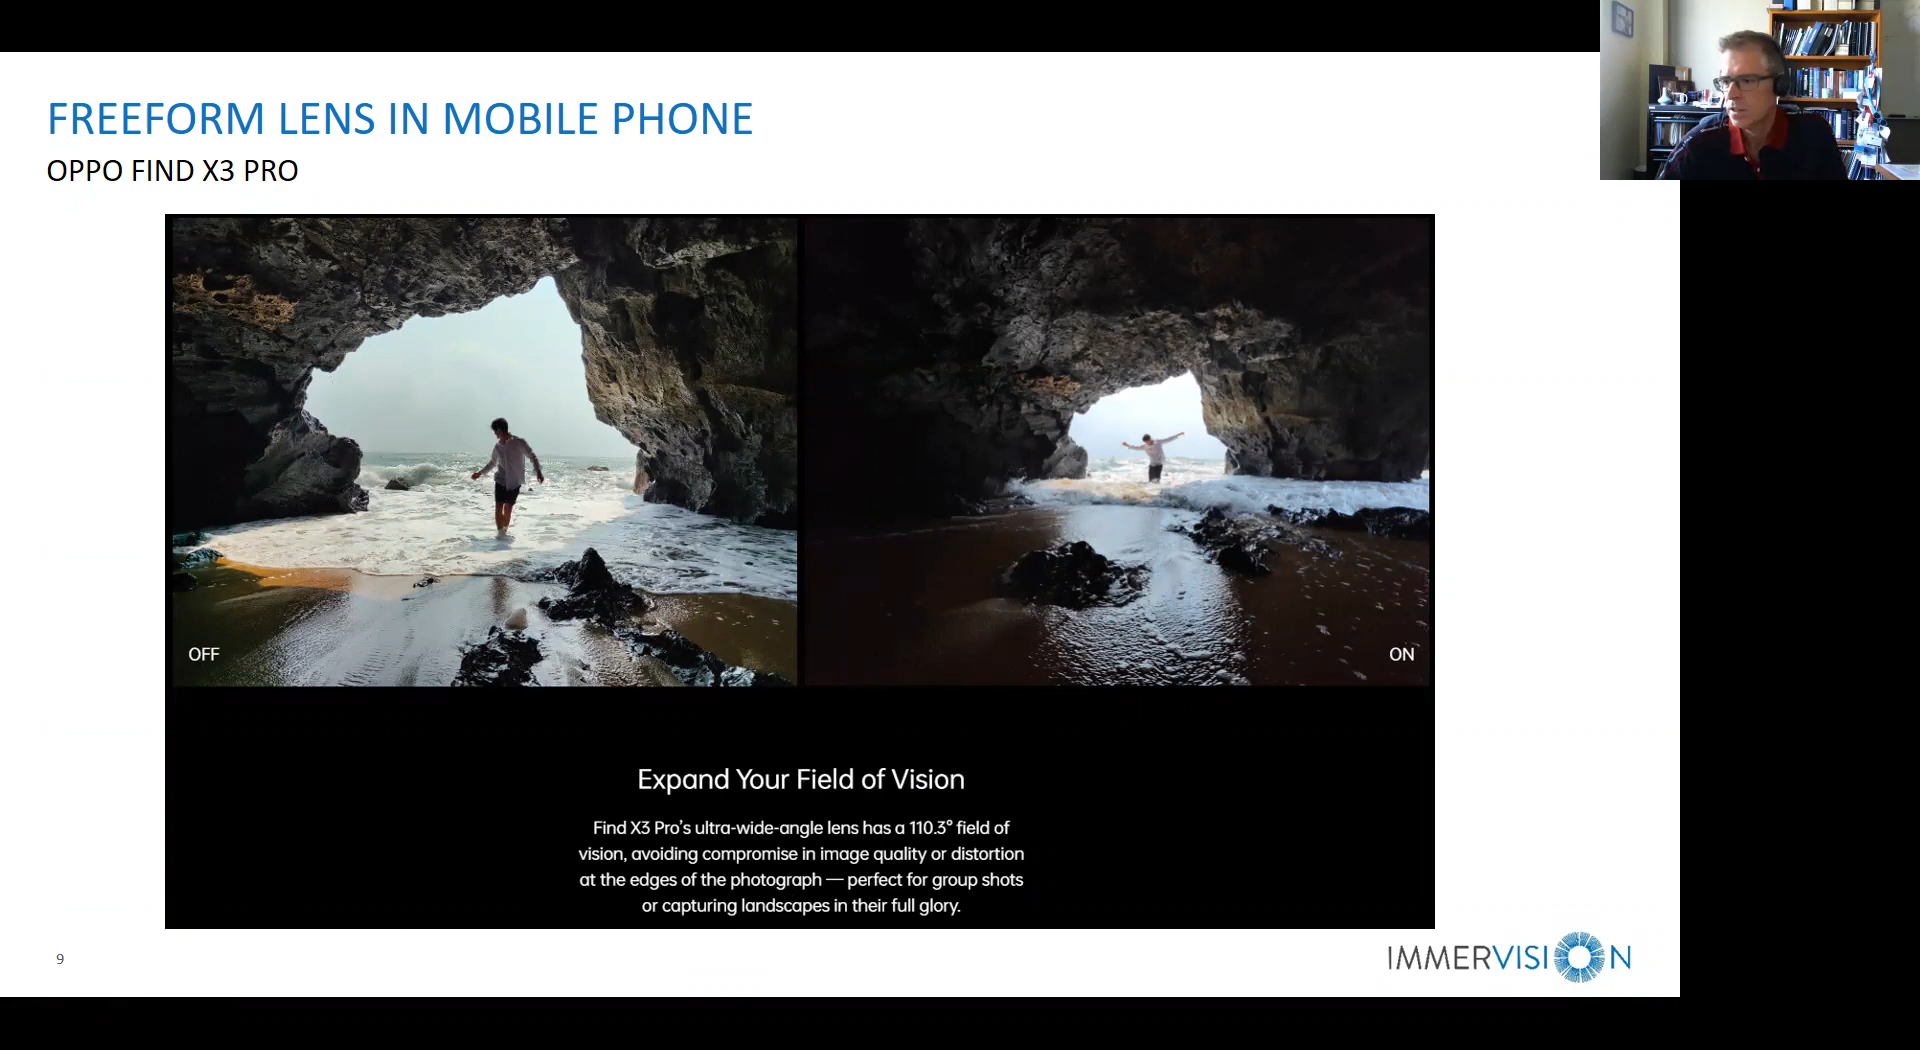 FREEFORM LENS IN MOBILE PHONE
OPPO FIND X3 PRO
OFF
ON
Expand Your Field of Vision
Find X3 Pro’s ultra-wide-angle lens has a 110.3° field of
vision, avoiding compromise in image quality or distortion
at the edges of the photograph — perfect for group shots
or capturing landscapes in their full glory.
9
IMMERVISION